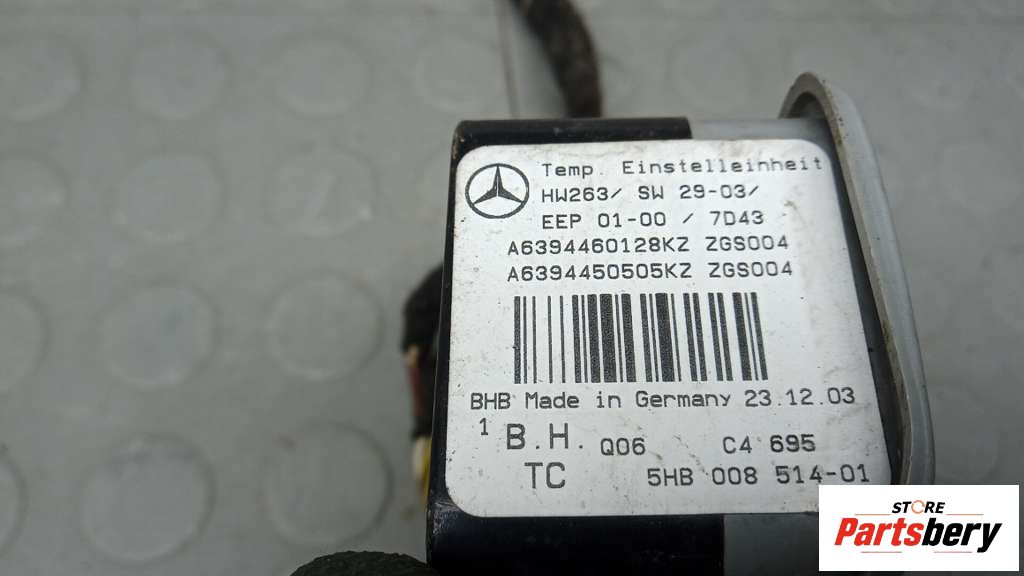 Temp. Einstelleinheit
HW263/ SW 29-03/
EEP 01-00 / 7D43
A6394460128KZ ZGS004
A6394450505KZ ZGS004
BHB Made in Germany 23.12.03
1 B.H. Q06 C4 695
TC 5HB 008 514-01
STORE
Partsbery